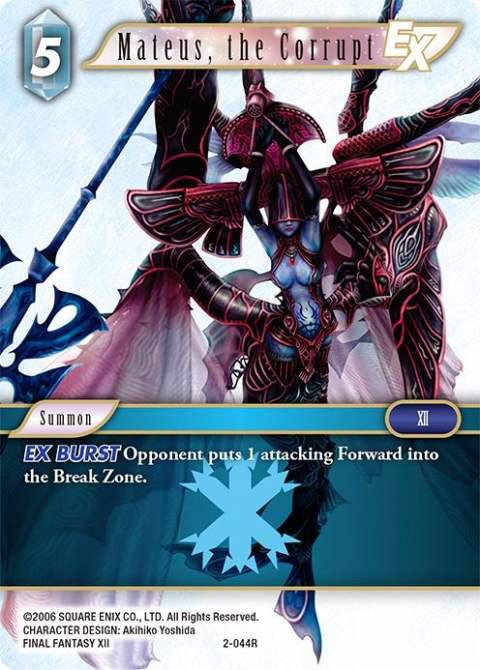 5
Mateus, the Corrupt
EX
Summon
XII
EX BURST Opponent puts 1 attacking Forward into
the Break Zone.
©2006 SQUARE ENIX CO., LTD. All Rights Reserved.
CHARACTER DESIGN: Akihiko Yoshida
FINAL FANTASY XII
2-044R